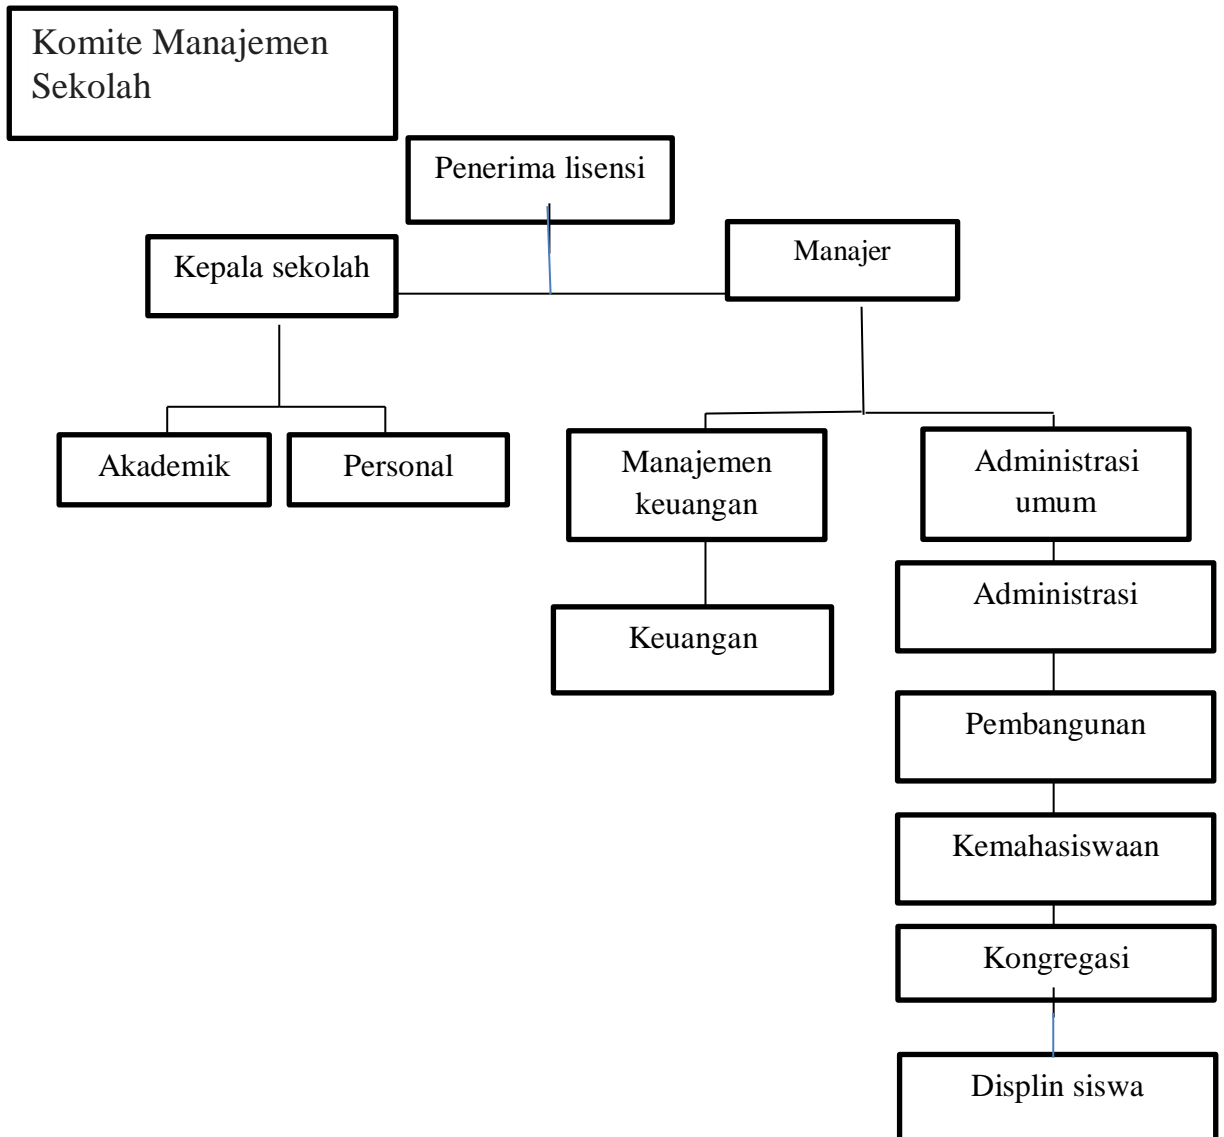 Komite Manajemen
Sekolah
Penerima lisensi
Kepala sekolah
Manajer
Akademik
Personal
Manajemen
keuangan
Administrasi
umum
Administrasi
Keuangan
Pembangunan
Kemahasiswaan
Kongregasi
Displin siswa